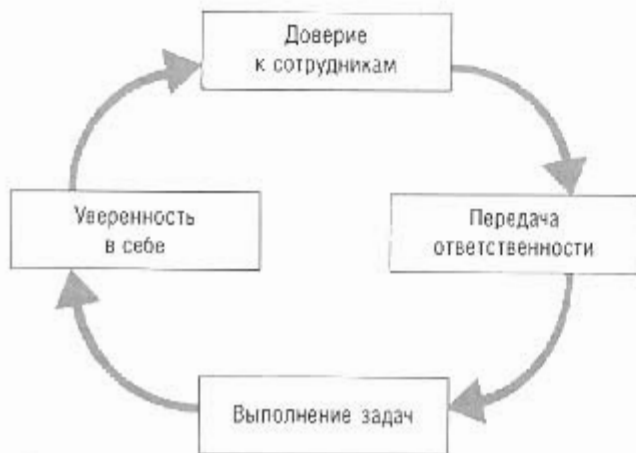 Доверие
к сотрудникам
Уверенность
в себе
Передача
ответственности
Выполнение задач